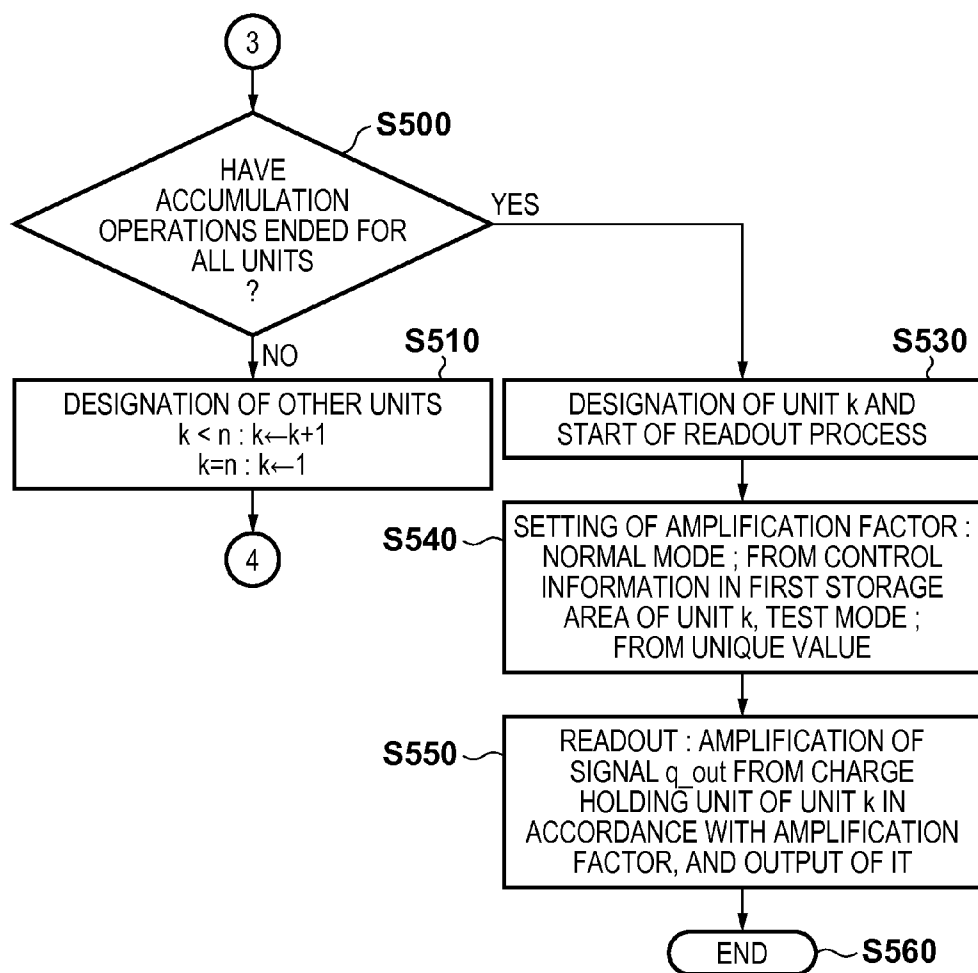 3
S500
HAVE
ACCUMULATION
OPERATIONS ENDED FOR
ALL UNITS
?
YES
NO
S510
DESIGNATION OF OTHER UNITS
k < n : k←k+1
k=n : k←1
4
S530
DESIGNATION OF UNIT k AND
START OF READOUT PROCESS
S540
SETTING OF AMPLIFICATION FACTOR :
NORMAL MODE ; FROM CONTROL
INFORMATION IN FIRST STORAGE
AREA OF UNIT k, TEST MODE ;
FROM UNIQUE VALUE
S550
READOUT : AMPLIFICATION OF
SIGNAL q_out FROM CHARGE
HOLDING UNIT OF UNIT k IN
ACCORDANCE WITH AMPLIFICATION
FACTOR, AND OUTPUT OF IT
END
S560